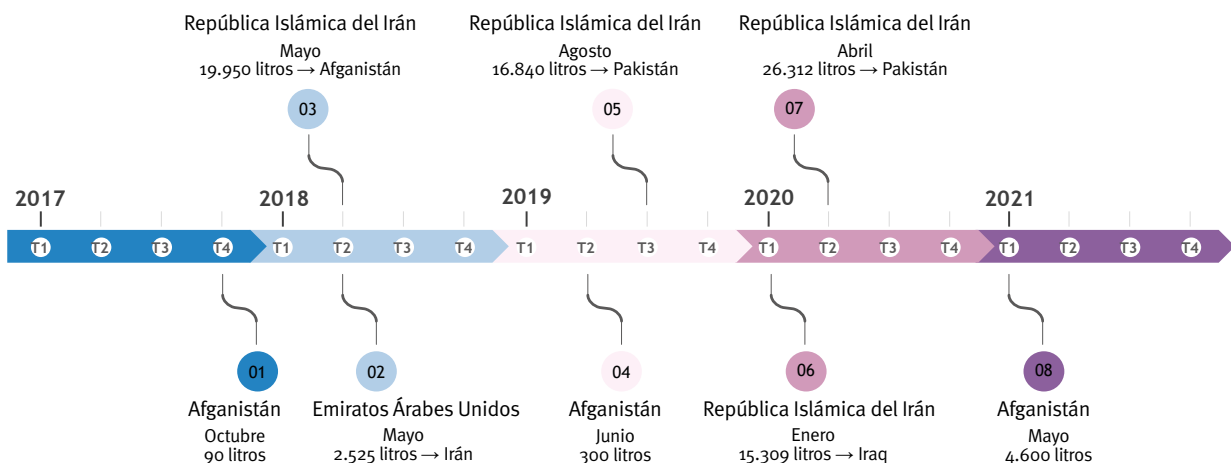 República Islámica del Irán
Mayo
19.950 litros → Afganistán
03
República Islámica del Irán
Agosto
16.840 litros → Pakistán
05
República Islámica del Irán
Abril
26.312 litros → Pakistán
07
2017 2018 2019 2020 2021
T1 T2 T3 T4 T1 T2 T3 T4 T1 T2 T3 T4 T1 T2 T3 T4 T1 T2 T3 T4
01
Afganistán
Octubre
90 litros
02
Emiratos Árabes Unidos
Mayo
2.525 litros → Irán
04
Afganistán
Junio
300 litros
06
República Islámica del Irán
Enero
15.309 litros → Iraq
08
Afganistán
Mayo
4.600 litros